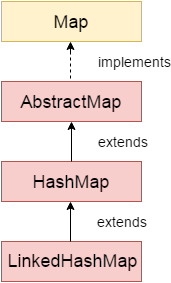 Map
implements
AbstractMap
extends
HashMap
extends
LinkedHashMap